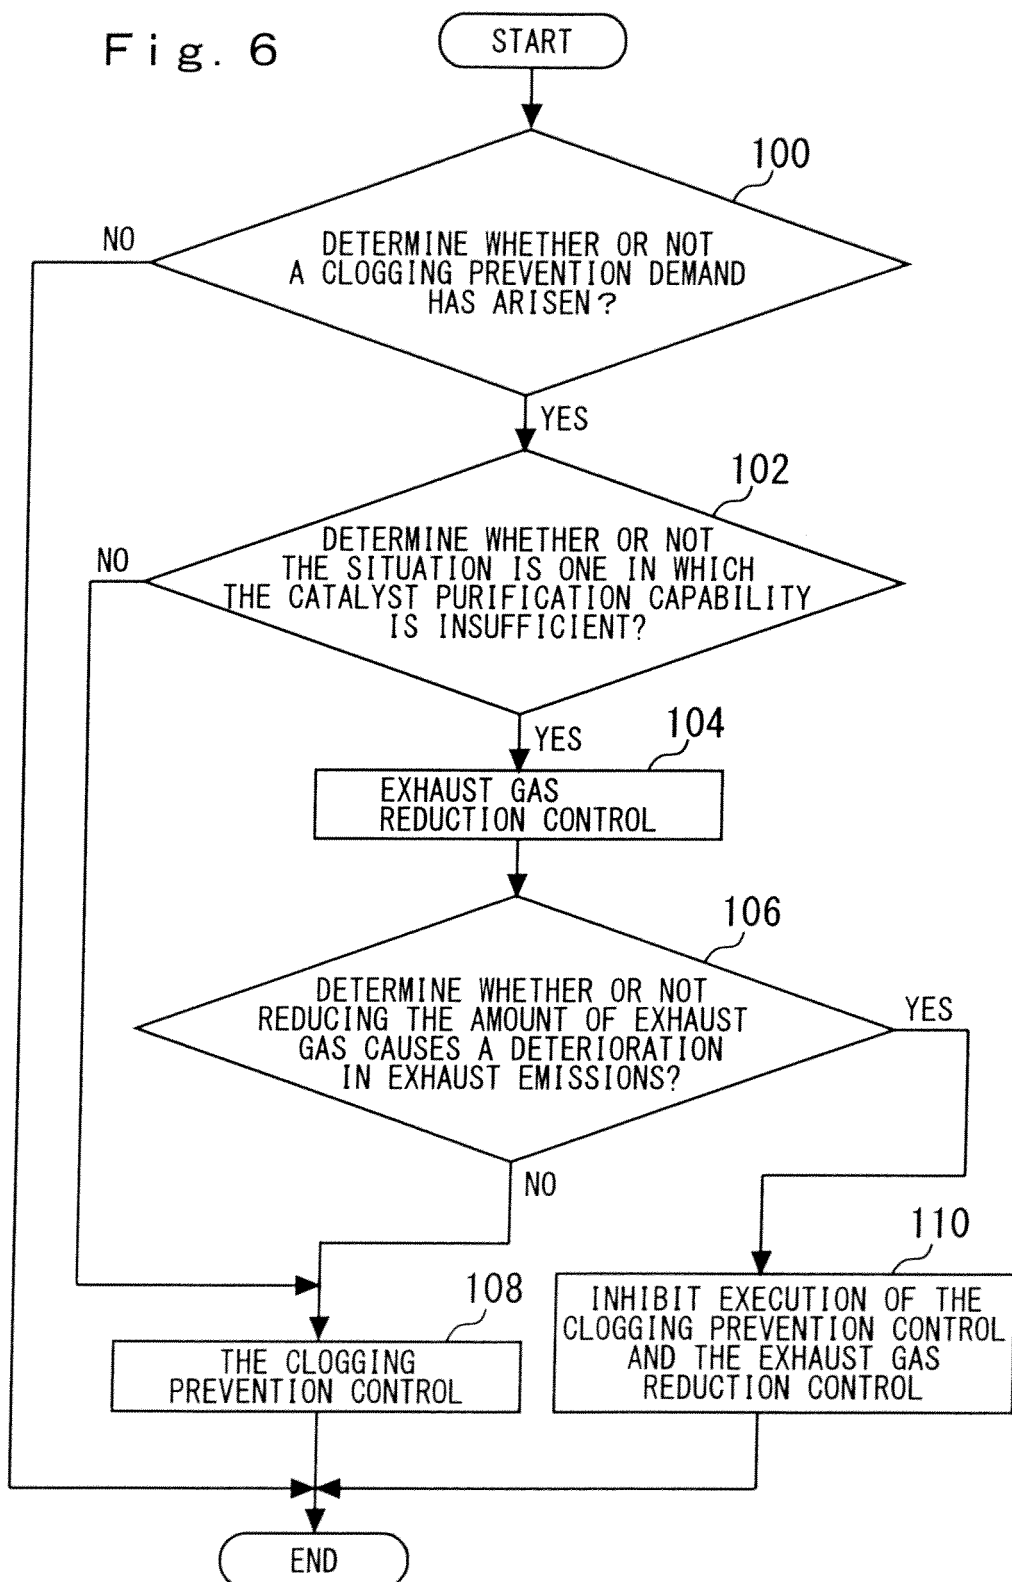 Fig. 6
START
100
NO
DETERMINE WHETHER OR NOT
A CLOGGING PREVENTION DEMAND
HAS ARISEN?
YES
102
NO
DETERMINE WHETHER OR NOT
THE SITUATION IS ONE IN WHICH
THE CATALYST PURIFICATION CAPABILITY
IS INSUFFICIENT?
YES
104
EXHAUST GAS
REDUCTION CONTROL
106
DETERMINE WHETHER OR NOT
REDUCING THE AMOUNT OF EXHAUST
GAS CAUSES A DETERIORATION
IN EXHAUST EMISSIONS?
YES
NO
110
INHIBIT EXECUTION OF THE
CLOGGING PREVENTION CONTROL
AND THE EXHAUST GAS
REDUCTION CONTROL
108
THE CLOGGING
PREVENTION CONTROL
END